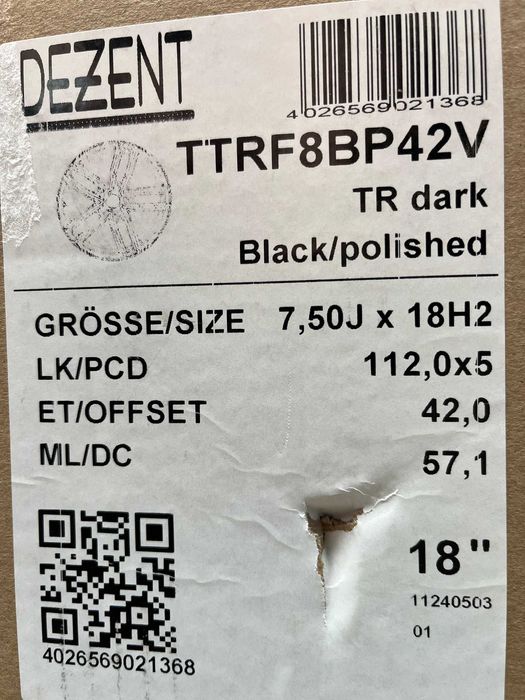 DEZENT
4026569021368
TTRF8BP42V
TR dark
Black/polished
GRÖSSE/SIZE 7,50J x 18H2
LK/PCD 112,0x5
ET/OFFSET 42,0
ML/DC 57,1
18"
11240503
01
4026569021368